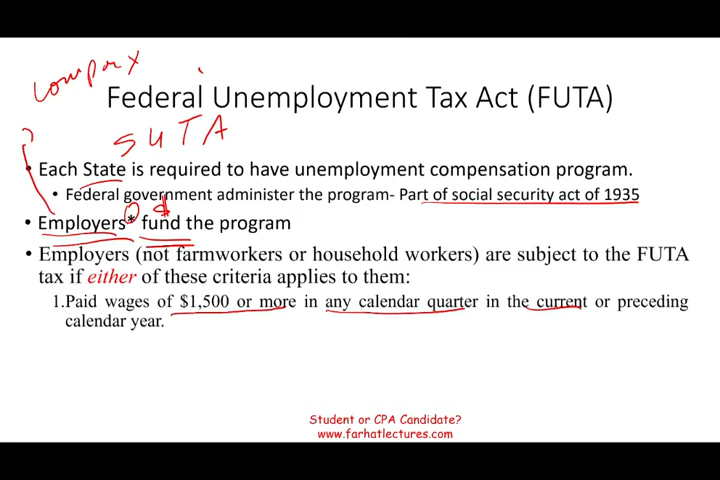 compax
Federal Unemployment Tax Act (FUTA)
SUTA
• Each State is required to have unemployment compensation program.
• Federal government administer the program- Part of social security act of 1935
• Employers* fund the program
$
• Employers (not farmworkers or household workers) are subject to the FUTA
tax if either of these criteria applies to them:
1.Paid wages of $1,500 or more in any calendar quarter in the current or preceding
calendar year.
Student or CPA Candidate?
www.farhatlectures.com